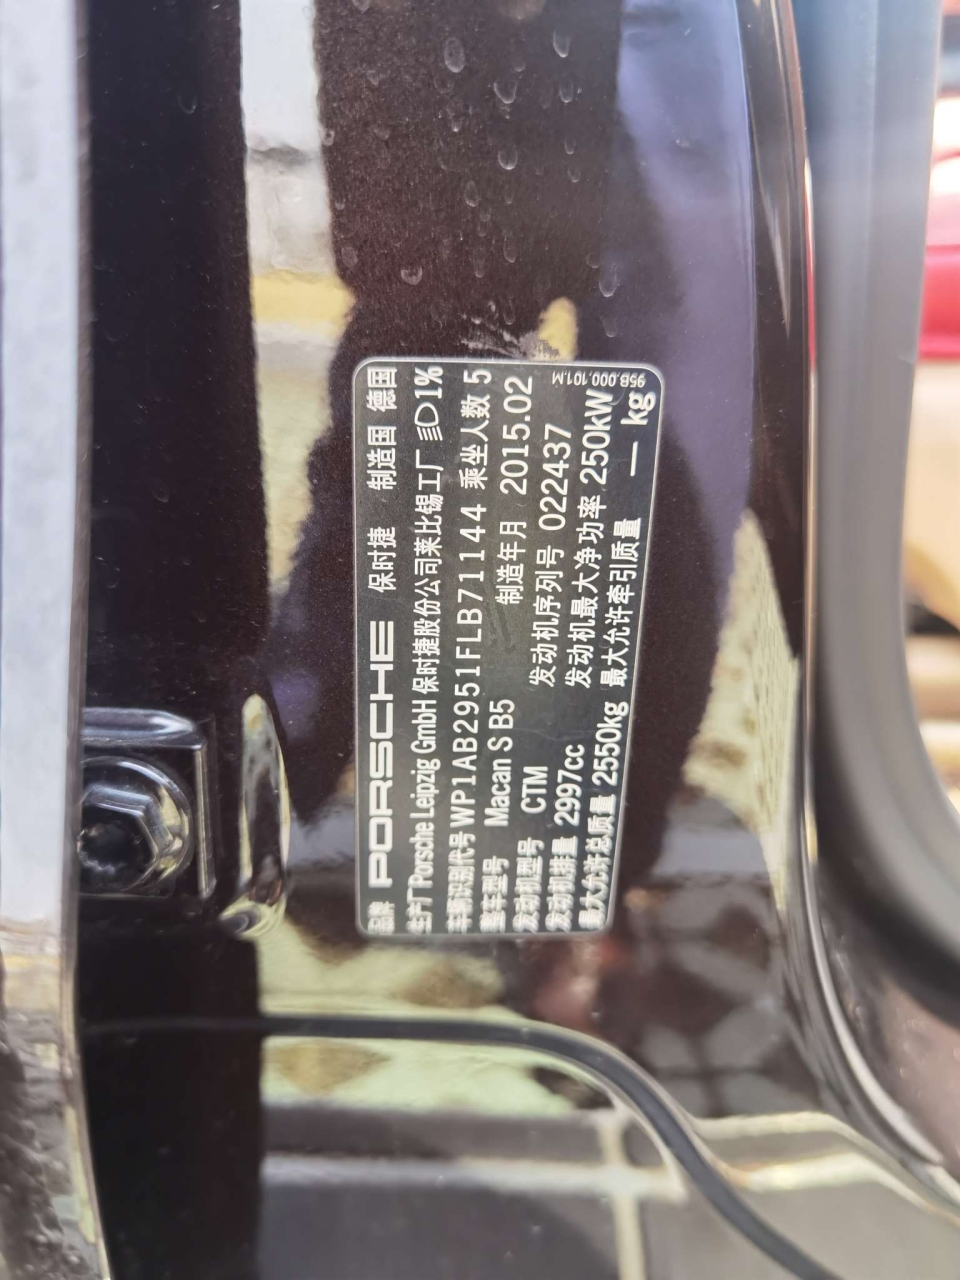 品牌 PORSCHE 保时捷 制造国 德国
生产厂 Porsche Leipzig GmbH 保时捷股份公司莱比锡工厂 1%
车辆识别代号 WP1AB2951FLB71144 乘坐人数 5
整车型号 Macan S B5 制造年月 2015.02
发动机型号 CTM 发动机序列号 022437
发动机排量 2997cc 发动机最大净功率 250kW
最大允许总质量 2550kg 最大允许牵引质量 — kg
95B.000.101.M